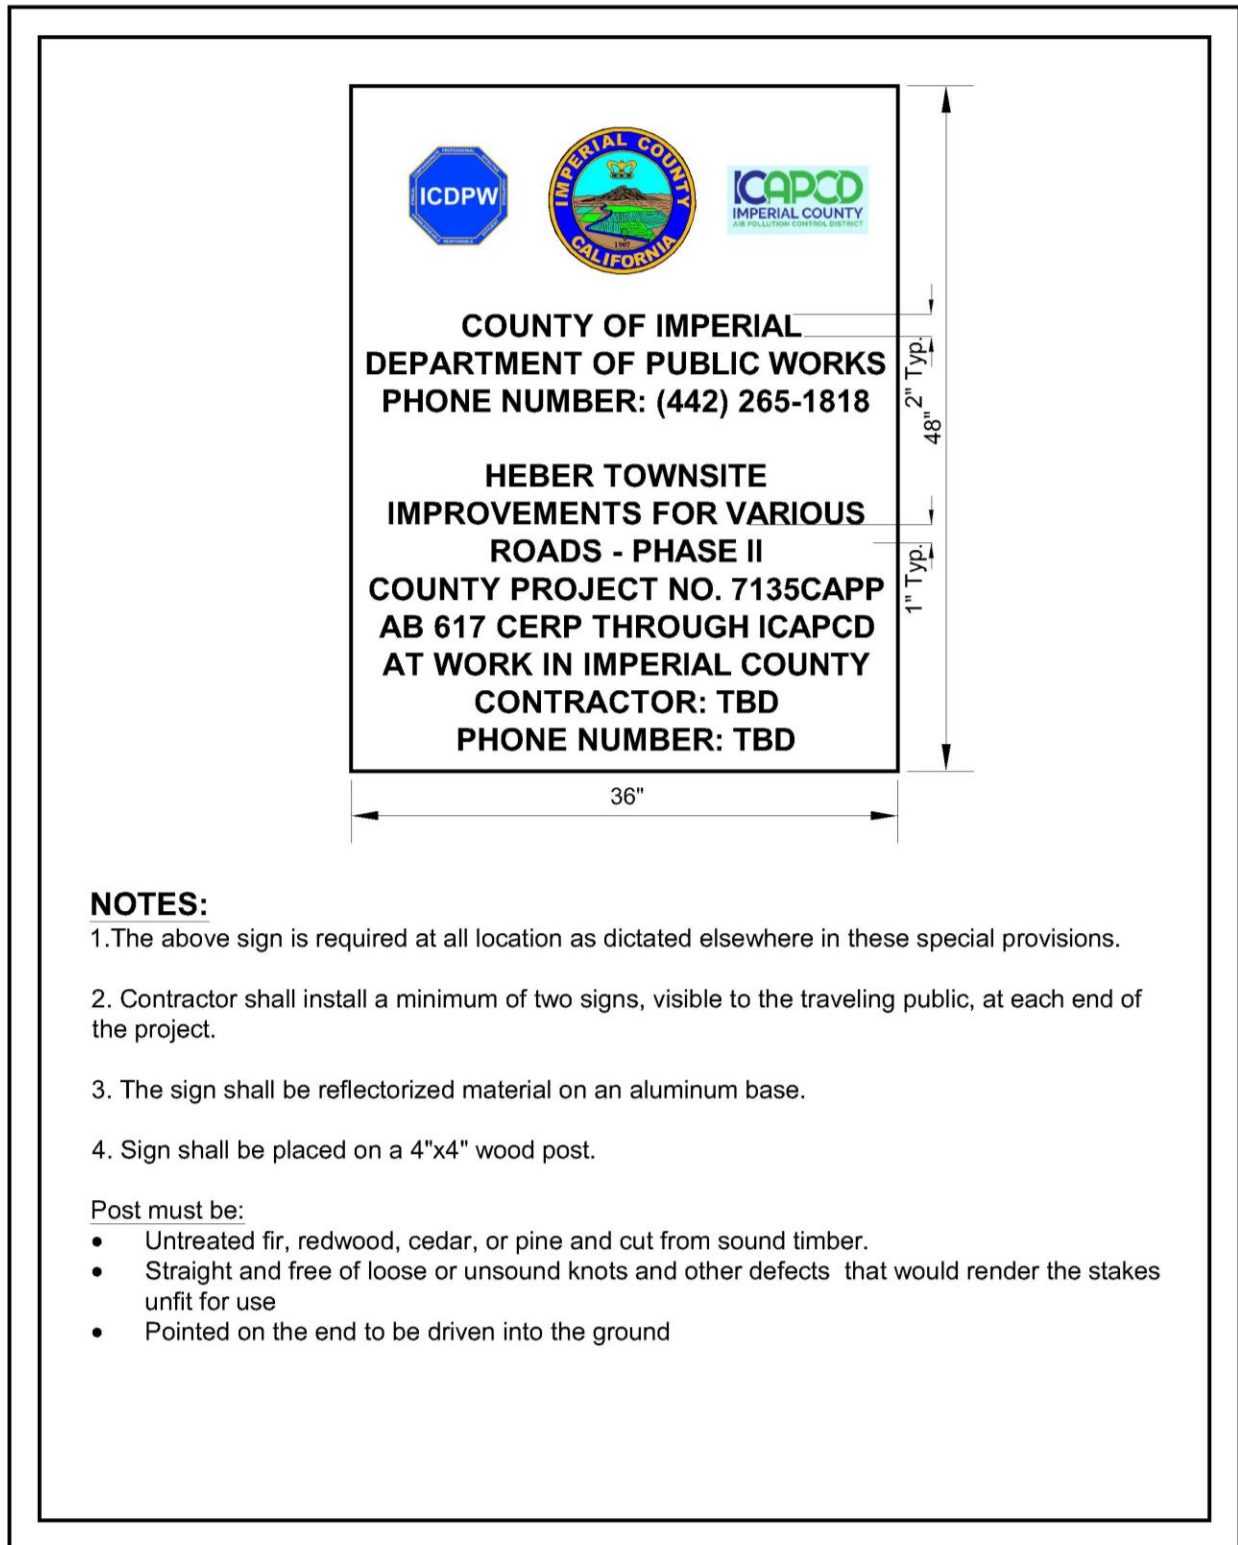 ICDPW
IMPERIAL COUNTY
CALIFORNIA
1907
ICAPCD
IMPERIAL COUNTY
AIR POLLUTION CONTROL DISTRICT
COUNTY OF IMPERIAL
DEPARTMENT OF PUBLIC WORKS
PHONE NUMBER: (442) 265-1818
HEBER TOWNSITE
IMPROVEMENTS FOR VARIOUS
ROADS - PHASE II
COUNTY PROJECT NO. 7135CAPP
AB 617 CERP THROUGH ICAPCD
AT WORK IN IMPERIAL COUNTY
CONTRACTOR: TBD
PHONE NUMBER: TBD
2" Typ.
48"
1" Typ.
36"
NOTES:
1.The above sign is required at all location as dictated elsewhere in these special provisions.
2. Contractor shall install a minimum of two signs, visible to the traveling public, at each end of
the project.
3. The sign shall be reflectorized material on an aluminum base.
4. Sign shall be placed on a 4"x4" wood post.
Post must be:
• Untreated fir, redwood, cedar, or pine and cut from sound timber.
• Straight and free of loose or unsound knots and other defects that would render the stakes
unfit for use
• Pointed on the end to be driven into the ground